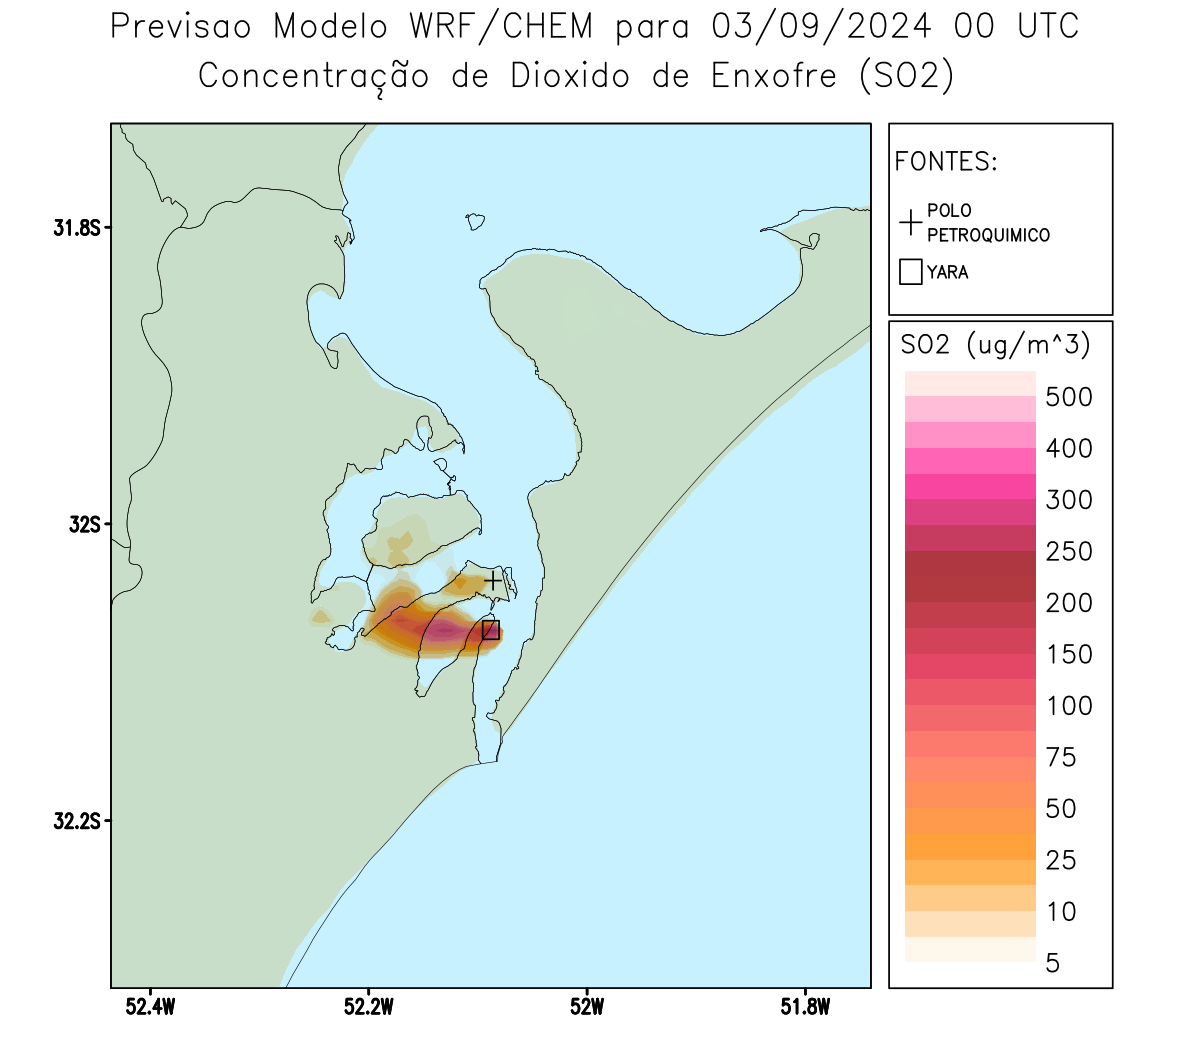 Previsao Modelo WRF/CHEM para 03/09/2024 00 UTC
Concentração de Dioxido de Enxofre (SO2)
FONTES:
POLO
PETROQUIMICO
YARA
31.8S
32S
32.2S
52.4W
52.2W
52W
51.8W
SO2 (ug/m^3)
500
400
300
250
200
150
100
75
50
25
10
5